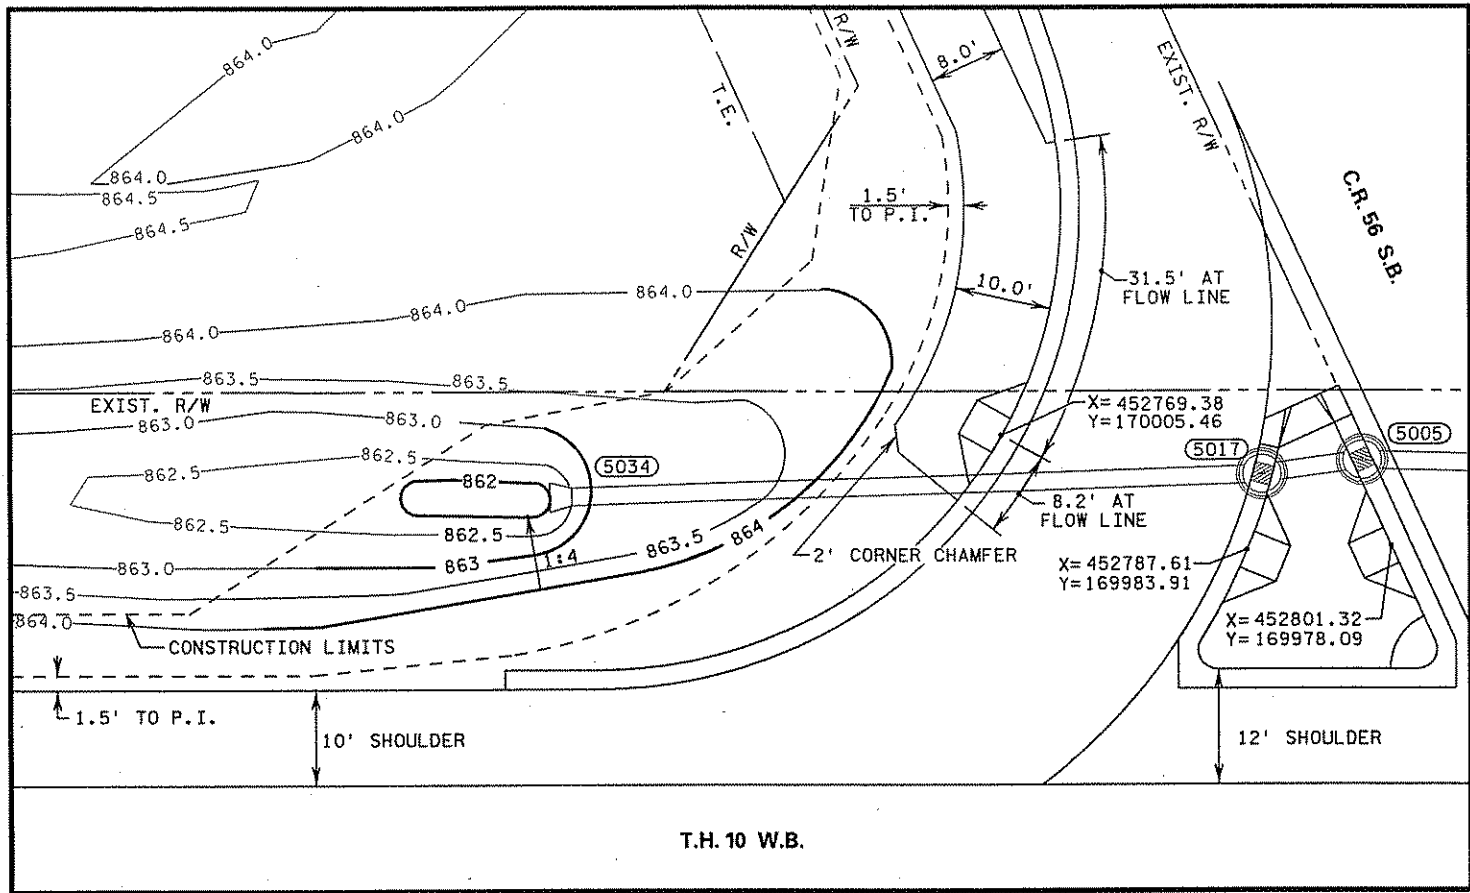 864.0
R/W
8.0'
EXIST. R/W
T.E.
864.0
864.0
864.5
864.5
C.R. 56 S.B.
1.5'
TO P.I.
R/W
31.5' AT
FLOW LINE
10.0'
864.0
864.0
864.0
863.5
863.5
EXIST. R/W
863.0
863.0
X= 452769.38
Y= 170005.46
5017
5005
862.5
862.5
5034
862
8.2' AT
FLOW LINE
862.5
862.5
863.5
864
2' CORNER CHAMFER
863.0
863
1:4
X= 452787.61
Y= 169983.91
863.5
864.0
X= 452801.32
Y= 169978.09
CONSTRUCTION LIMITS
1.5' TO P.I.
10' SHOULDER
12' SHOULDER
T.H. 10 W.B.